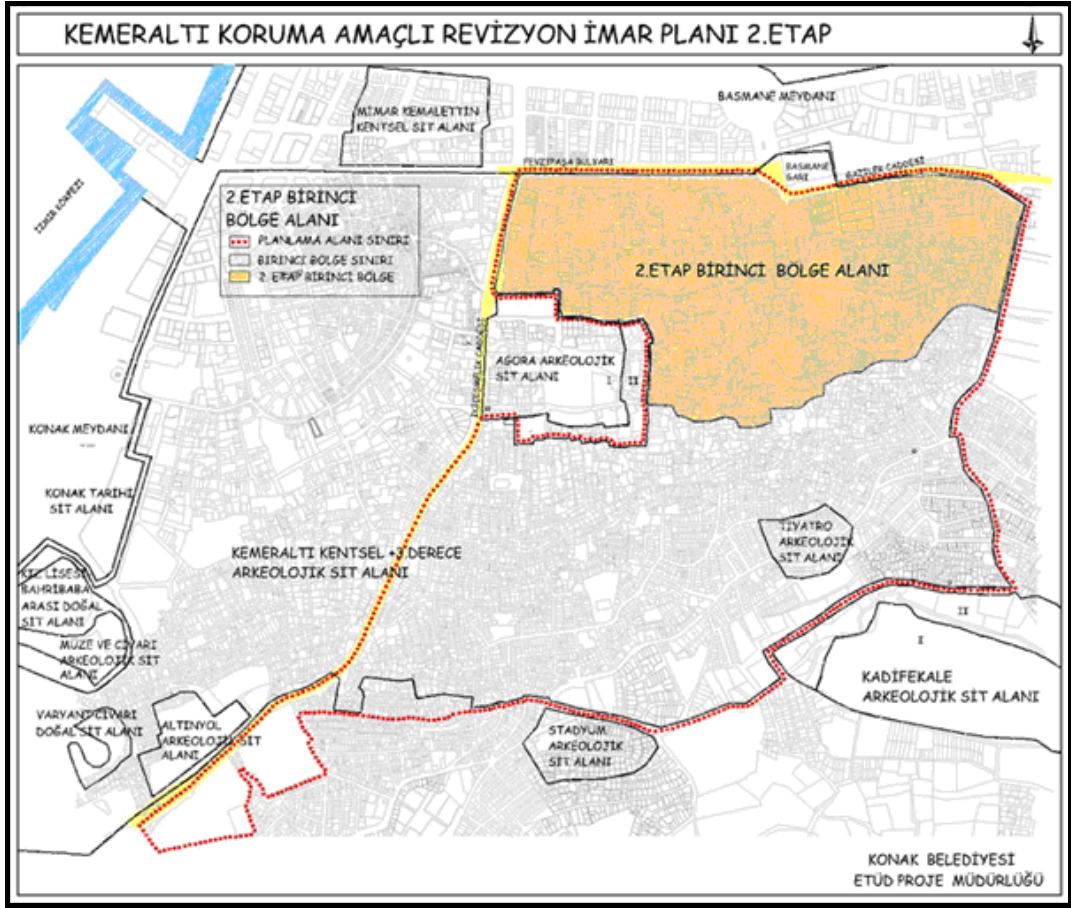 KEMERALTI KORUMA AMAÇLI REVİZYON İMAR PLANI 2.ETAP
BASMANE MEYDANI
MİMAR KEMALETTİN
KENTSEL SİT ALANI
FEVZİPAŞA BULVARI
BASMANE
GARI
GAZİLER CADDESİ
İZMİR KÖRFEZİ
2.ETAP BİRİNCİ
BÖLGE ALANI
PLANLAMA ALANI SINIRI
BİRİNCİ BÖLGE SINIRI
2. ETAP BİRİNCİ BÖLGE
2.ETAP BİRİNCİ BÖLGE ALANI
AGORA ARKEOLOJİK
SİT ALANI
I
II
KONAK MEYDANI
KONAK TARİHİ
SİT ALANI
KEMERALTI KENTSEL +3.DERECE
ARKEOLOJİK SİT ALANI
TİYATRO
ARKEOLOJİK
SİT ALANI
KIZ LİSESİ
BAHRİBABA
ARASI DOĞAL
SİT ALANI
MÜZE VE CİVARI
ARKEOLOJİK SİT
ALANI
II
I
KADİFEKALE
ARKEOLOJİK SİT ALANI
VARYANT CİVARI
DOĞAL SİT ALANI
ALTINYOL
ARKEOLOJİK SİT
ALANI
STADYUM
ARKEOLOJİK
SİT ALANI
KONAK BELEDİYESİ
ETÜD PROJE MÜDÜRLÜĞÜ